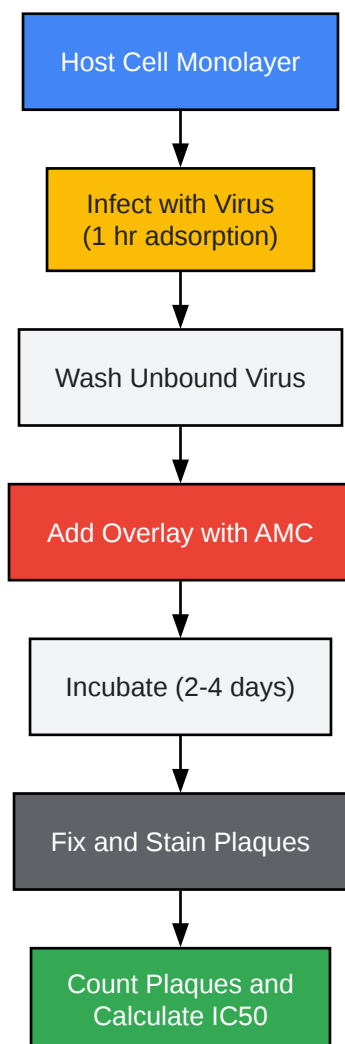 Host Cell Monolayer
Infect with Virus
(1 hr adsorption)
Wash Unbound Virus
Add Overlay with AMC
Incubate (2-4 days)
Fix and Stain Plaques
Count Plaques and
Calculate IC50